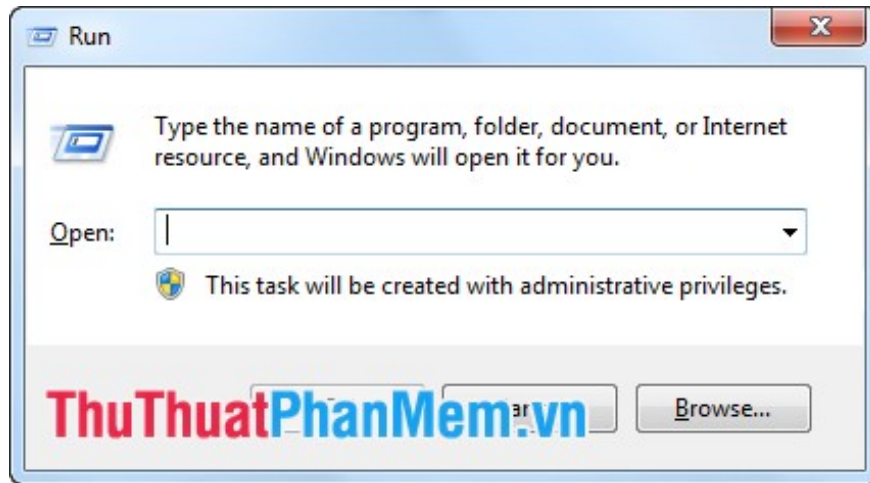 Run
Type the name of a program, folder, document, or Internet
resource, and Windows will open it for you.
Open:
This task will be created with administrative privileges.
ThuThuatPhanMem.vn
Browse...